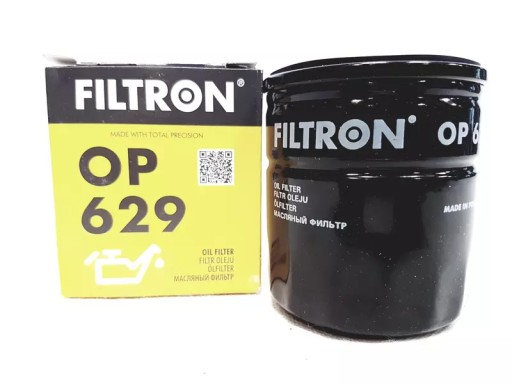 FILTRON®
MADE WITH TOTAL PRECISION
OP
629
OIL FILTER
FILTR OLEJU
ÖLFILTER
МАСЛЯНЫЙ ФИЛЬТР
FILTRON® OP 6
OIL FILTER
FILTR OLEJU
ÖLFILTER
МАСЛЯНЫЙ ФИЛЬТР
MADE IN